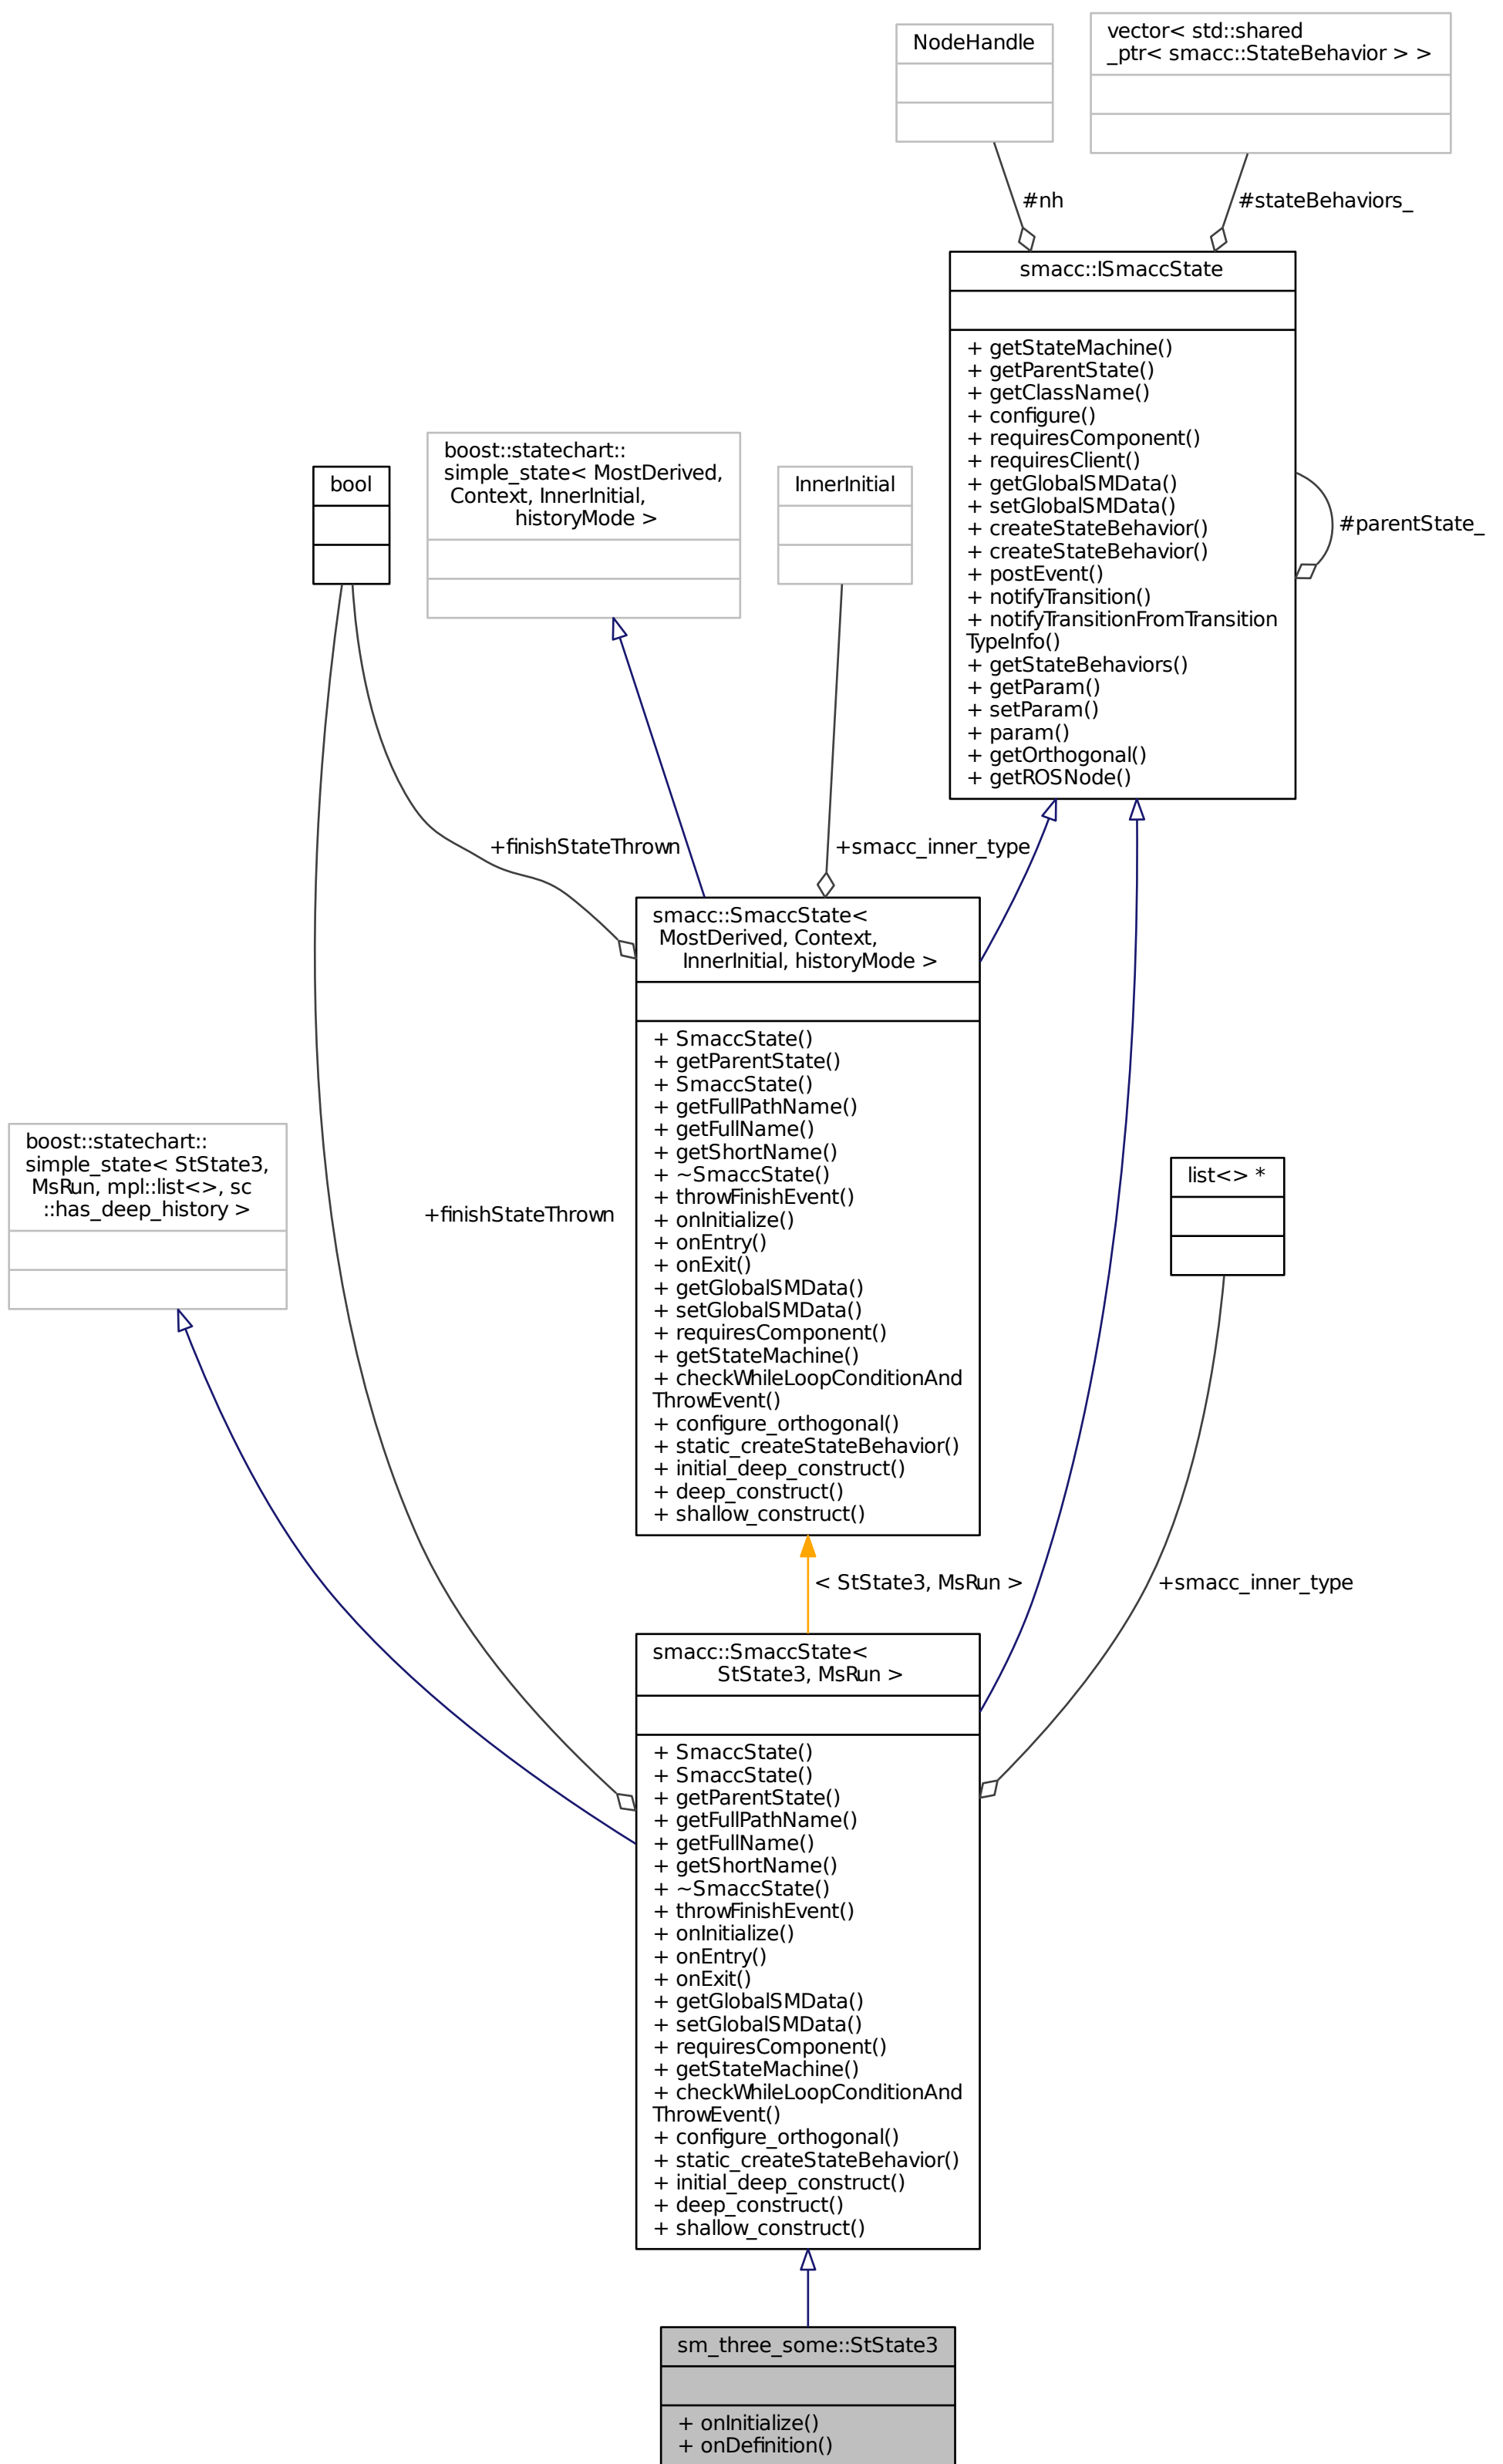 NodeHandle
vector< std::shared
_ptr< smacc::StateBehavior > >
#nh
#stateBehaviors_
smacc::ISmaccState
+ getStateMachine()
+ getParentState()
+ getClassName()
+ configure()
+ requiresComponent()
+ requiresClient()
+ getGlobalSMData()
+ setGlobalSMData()
+ createStateBehavior()
+ createStateBehavior()
+ postEvent()
+ notifyTransition()
+ notifyTransitionFromTransition
TypeInfo()
+ getStateBehaviors()
+ getParam()
+ setParam()
+ param()
+ getOrthogonal()
+ getROSNode()
#parentState_
bool
boost::statechart::
simple_state< MostDerived,
Context, InnerInitial,
historyMode >
InnerInitial
+finishStateThrown
+smacc_inner_type
smacc::SmaccState<
MostDerived, Context,
InnerInitial, historyMode >
+ SmaccState()
+ getParentState()
+ SmaccState()
+ getFullPathName()
+ getFullName()
+ getShortName()
+ ~SmaccState()
+ throwFinishEvent()
+ onInitialize()
+ onEntry()
+ onExit()
+ getGlobalSMData()
+ setGlobalSMData()
+ requiresComponent()
+ getStateMachine()
+ checkWhileLoopConditionAnd
ThrowEvent()
+ configure_orthogonal()
+ static_createStateBehavior()
+ initial_deep_construct()
+ deep_construct()
+ shallow_construct()
boost::statechart::
simple_state< StState3,
MsRun, mpl::list<>, sc
::has_deep_history >
+finishStateThrown
list<> *
< StState3, MsRun >
+smacc_inner_type
smacc::SmaccState<
StState3, MsRun >
+ SmaccState()
+ SmaccState()
+ getParentState()
+ getFullPathName()
+ getFullName()
+ getShortName()
+ ~SmaccState()
+ throwFinishEvent()
+ onInitialize()
+ onEntry()
+ onExit()
+ getGlobalSMData()
+ setGlobalSMData()
+ requiresComponent()
+ getStateMachine()
+ checkWhileLoopConditionAnd
ThrowEvent()
+ configure_orthogonal()
+ static_createStateBehavior()
+ initial_deep_construct()
+ deep_construct()
+ shallow_construct()
sm_three_some::StState3
+ onInitialize()
+ onDefinition()